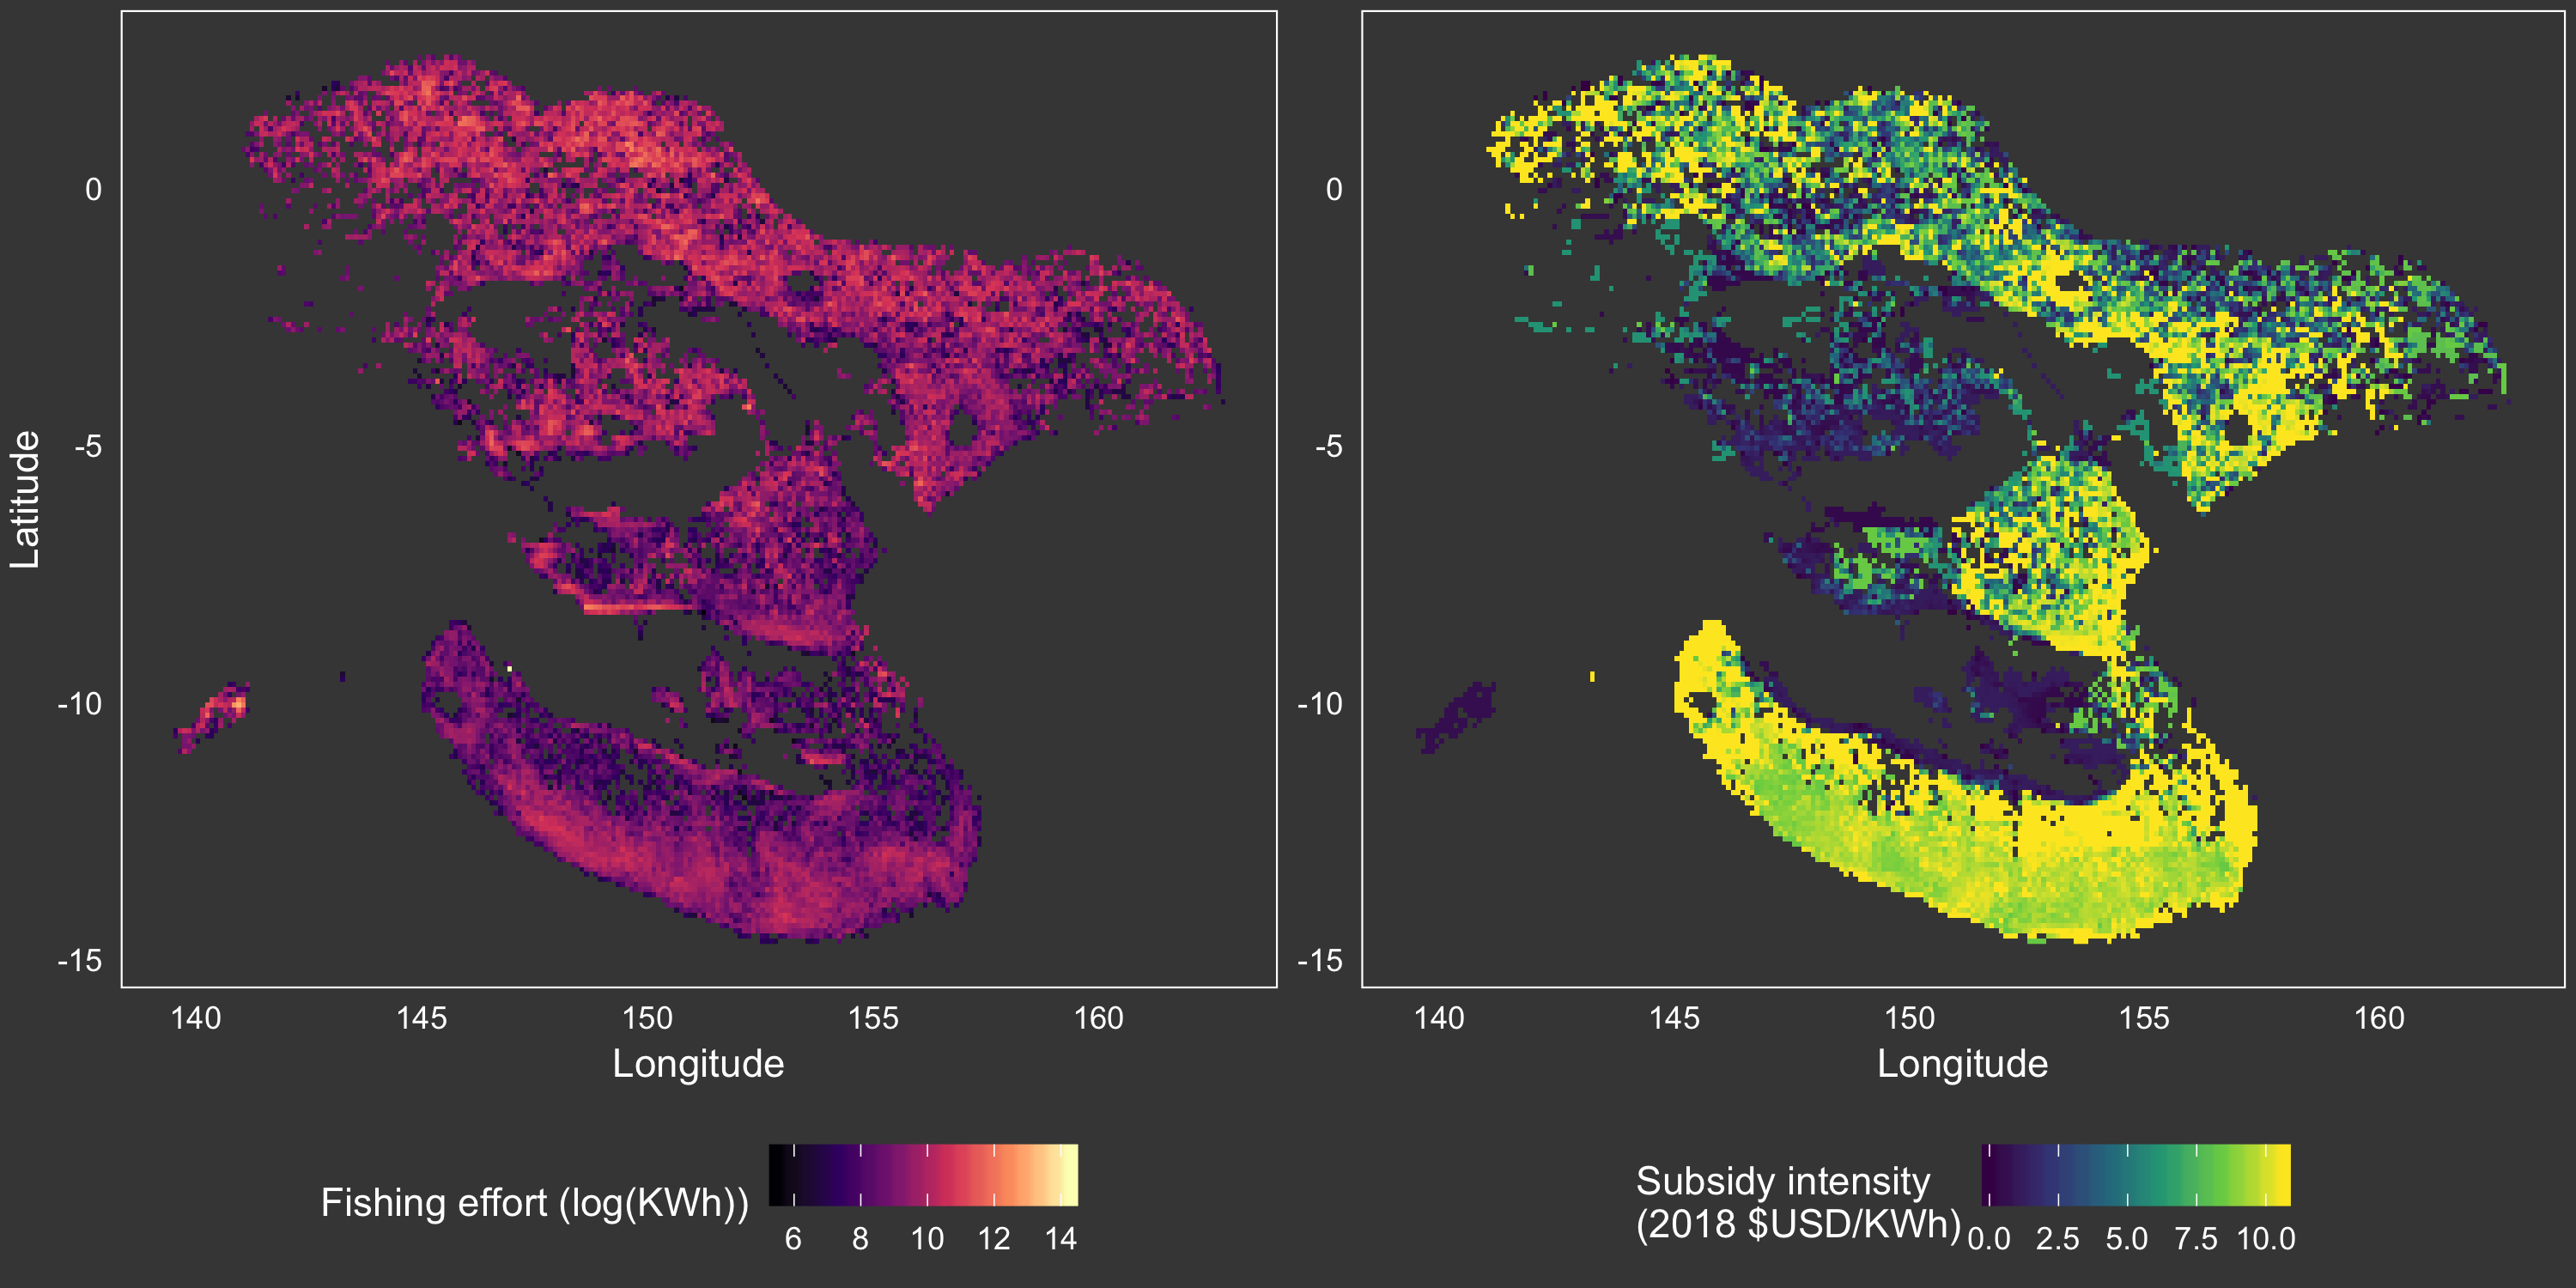 Latitude
0
-5
-10
-15
140 145 150 155 160
Longitude
Fishing effort (log(KWh))
6 8 10 12 14
0
-5
-10
-15
140 145 150 155 160
Longitude
Subsidy intensity
(2018 $USD/KWh)
0.0 2.5 5.0 7.5 10.0